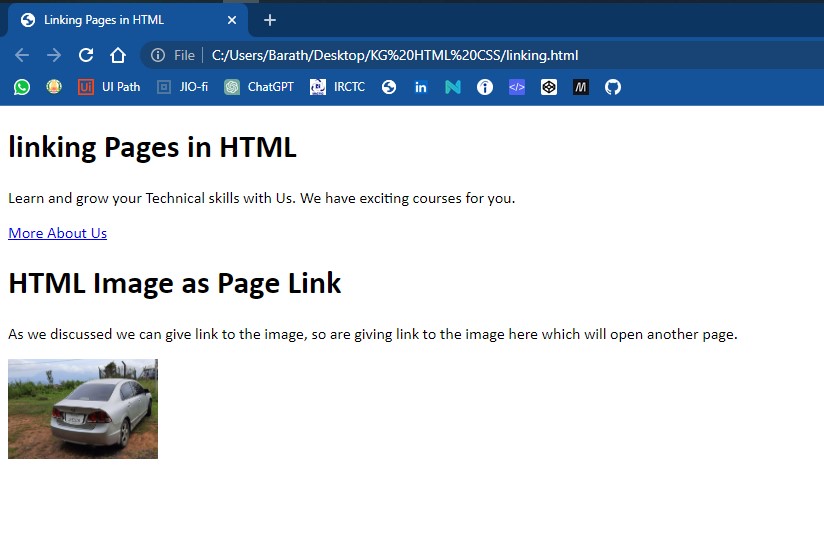 Linking Pages in HTML
File
C:/Users/Barath/Desktop/KG%20HTML%20CSS/linking.html
Ui UI Path
JIO-fi
ChatGPT
IRCTC
in
</>
M
linking Pages in HTML
Learn and grow your Technical skills with Us. We have exciting courses for you.
More About Us
HTML Image as Page Link
As we discussed we can give link to the image, so are giving link to the image here which will open another page.